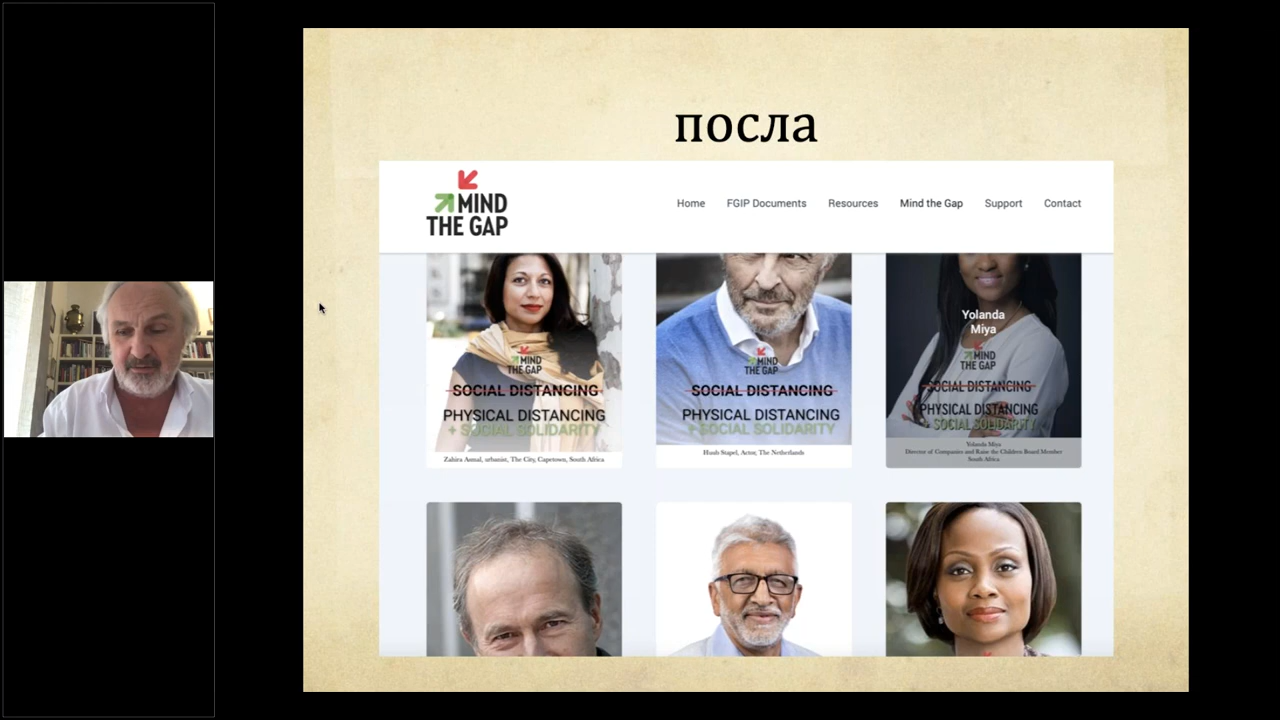 посла
MIND
THE GAP
Home FGIP Documents Resources Mind the Gap Support Contact
MIND
THE GAP
SOCIAL DISTANCING
PHYSICAL DISTANCING
+ SOCIAL SOLIDARITY
Zahira Asmal, urbanist, The City, Capetown, South Africa
MIND
THE GAP
SOCIAL DISTANCING
PHYSICAL DISTANCING
+ SOCIAL SOLIDARITY
Huub Stapel, Actor, The Netherlands
Yolanda
Miya
MIND
THE GAP
SOCIAL DISTANCING
PHYSICAL DISTANCING
+ SOCIAL SOLIDARITY
Yolanda Miya
Director of Companies and Raise the Children Board Member
South Africa